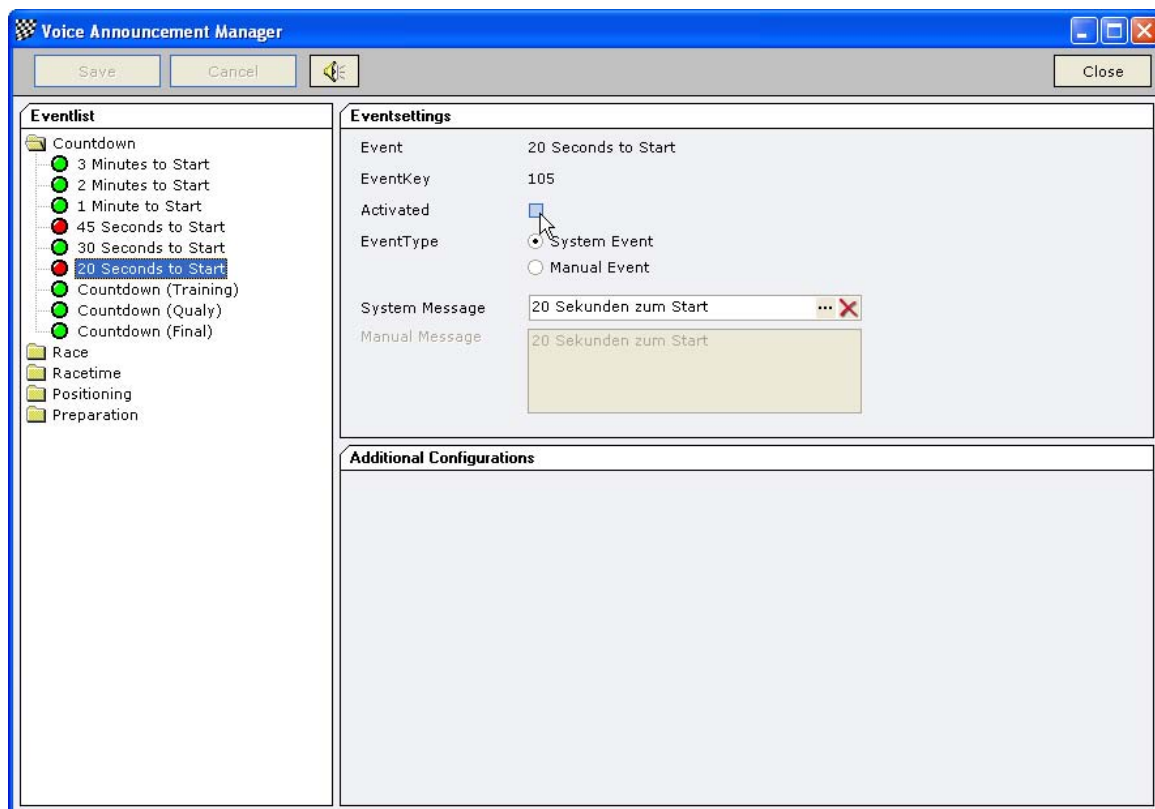 Voice Announcement Manager
Save Cancel Close
Eventlist
Countdown
3 Minutes to Start
2 Minutes to Start
1 Minute to Start
45 Seconds to Start
30 Seconds to Start
20 Seconds to Start
Countdown (Training)
Countdown (Qualy)
Countdown (Final)
Race
Racetime
Positioning
Preparation
Eventsettings
Event 20 Seconds to Start
EventKey 105
Activated
EventType System Event
Manual Event
System Message 20 Sekunden zum Start ...
Manual Message 20 Sekunden zum Start
Additional Configurations